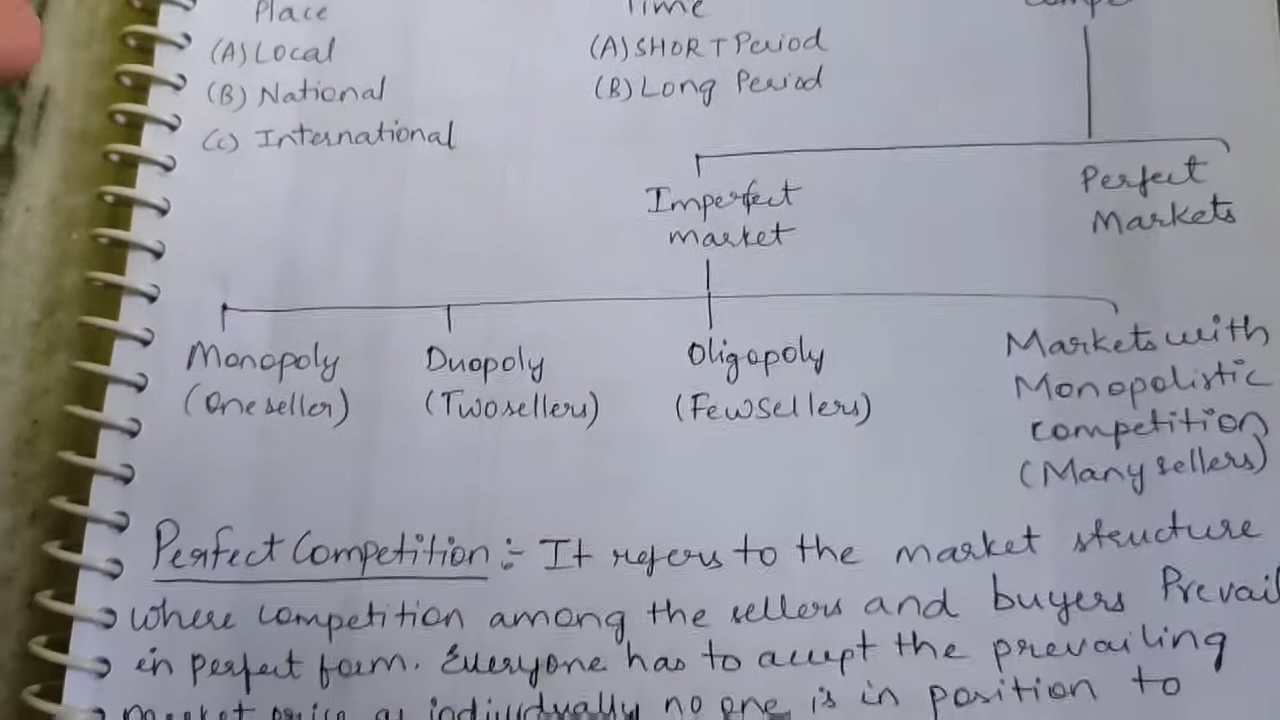 Place
Time
(A) Local
(A) SHORT Period
(B) National
(B) Long Period
(c) International
Imperfect
market
Perfect
Markets
Monopoly
(One seller)
Duopoly
(Two sellers)
Oligopoly
(Few Sellers)
Markets with
Monopolistic
competition
(Many sellers)
Perfect Competition :- It refers to the market structure
where competition among the sellers and buyers Prevail
in perfect form. Everyone has to accept the prevailing
market price as individually no one is in position to